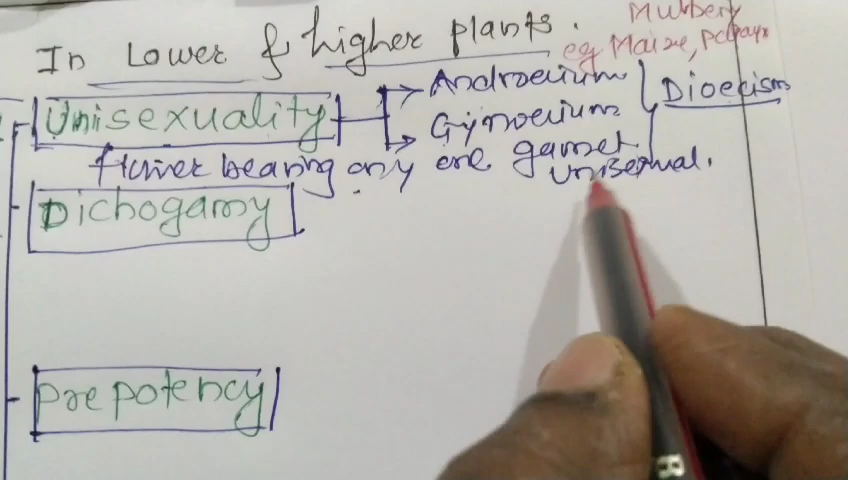 In Lower & higher plants.
Mulberry
eg Maize, Papaya
Unisexuality
Androecium
Gynoecium
Dioecism
flower bearing any one gamet
Unisexual.
Dichogamy
Prepotency